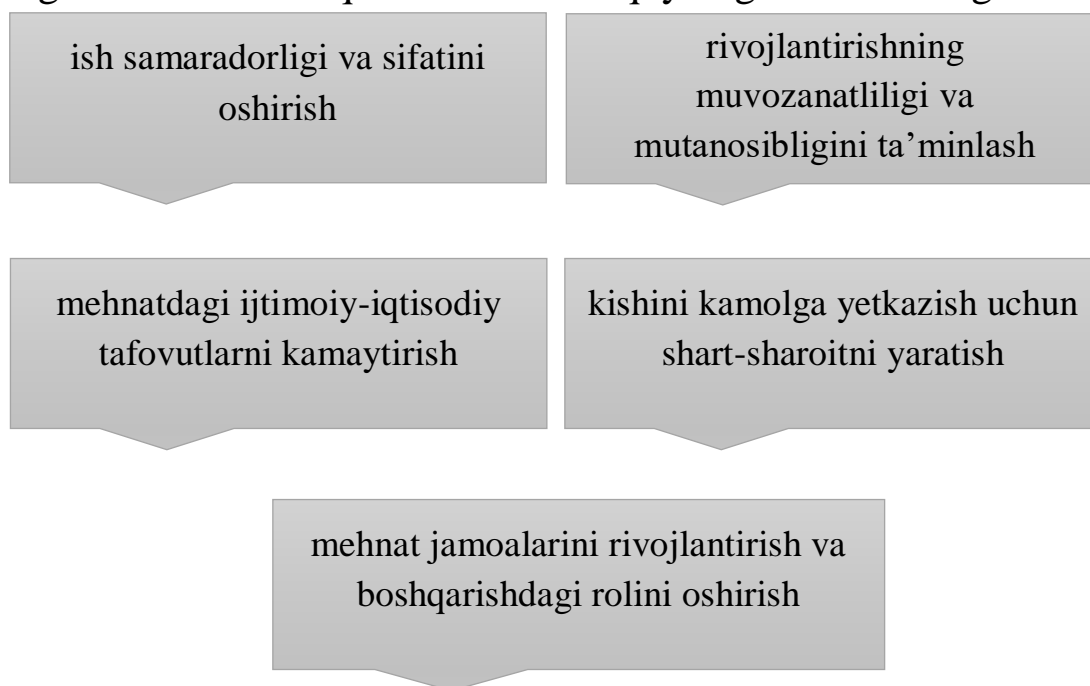 ish samaradorligi va sifatini
oshirish
rivojlantirishning
muvozanatliligi va
mutanosibligini ta’minlash
mehnatdagi ijtimoiy-iqtisodiy
tafovutlarni kamaytirish
kishini kamolga yetkazish uchun
shart-sharoitni yaratish
mehnat jamoalarini rivojlantirish va
boshqarishdagi rolini oshirish